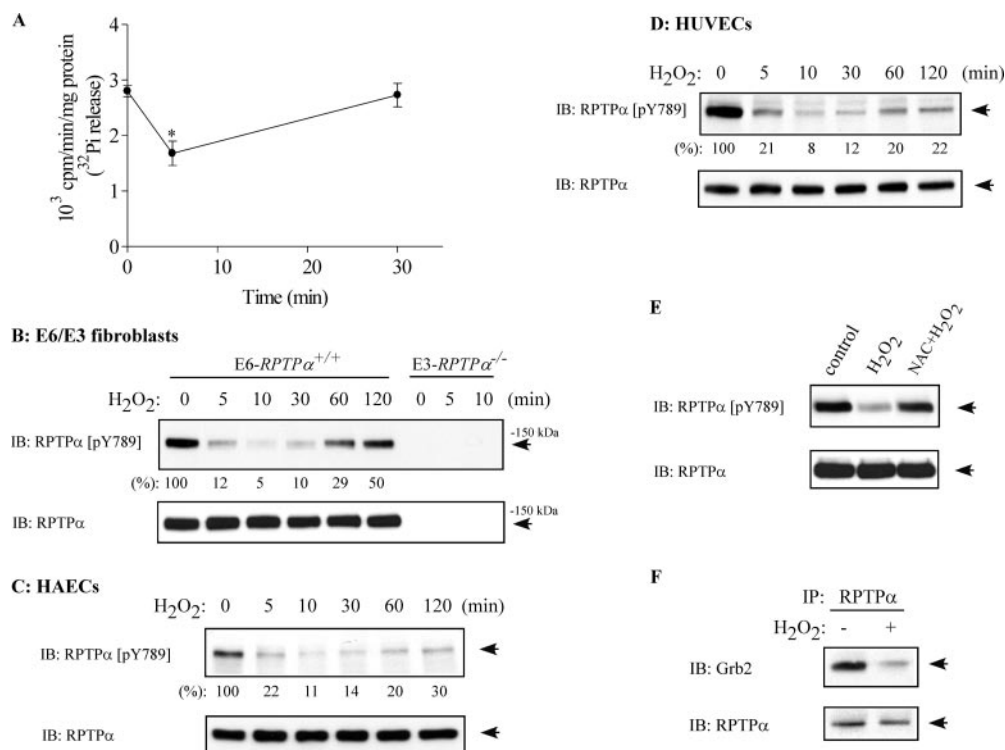 A
4
3
2
1
0
10³ cpm/min/mg protein
(³²Pi release)
*
0 10 20 30
Time (min)
B: E6/E3 fibroblasts
E6-RPTPα+/+ E3-RPTPα-/-
H₂O₂: 0 5 10 30 60 120 0 5 10 (min)
IB: RPTPα [pY789]
-150 kDa
(%): 100 12 5 10 29 50
IB: RPTPα
-150 kDa
C: HAECs
H₂O₂: 0 5 10 30 60 120 (min)
IB: RPTPα [pY789]
(%): 100 22 11 14 20 30
IB: RPTPα
D: HUVECs
H₂O₂: 0 5 10 30 60 120 (min)
IB: RPTPα [pY789]
(%): 100 21 8 12 20 22
IB: RPTPα
E
control H₂O₂ NAC+H₂O₂
IB: RPTPα [pY789]
IB: RPTPα
F
IP: RPTPα
H₂O₂: - +
IB: Grb2
IB: RPTPα